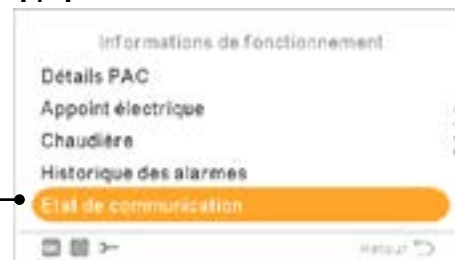 Informations de fonctionnement
Détails PAC
Appoint électrique
Chaudière
Historique des alarmes
Etat de communication
Retour